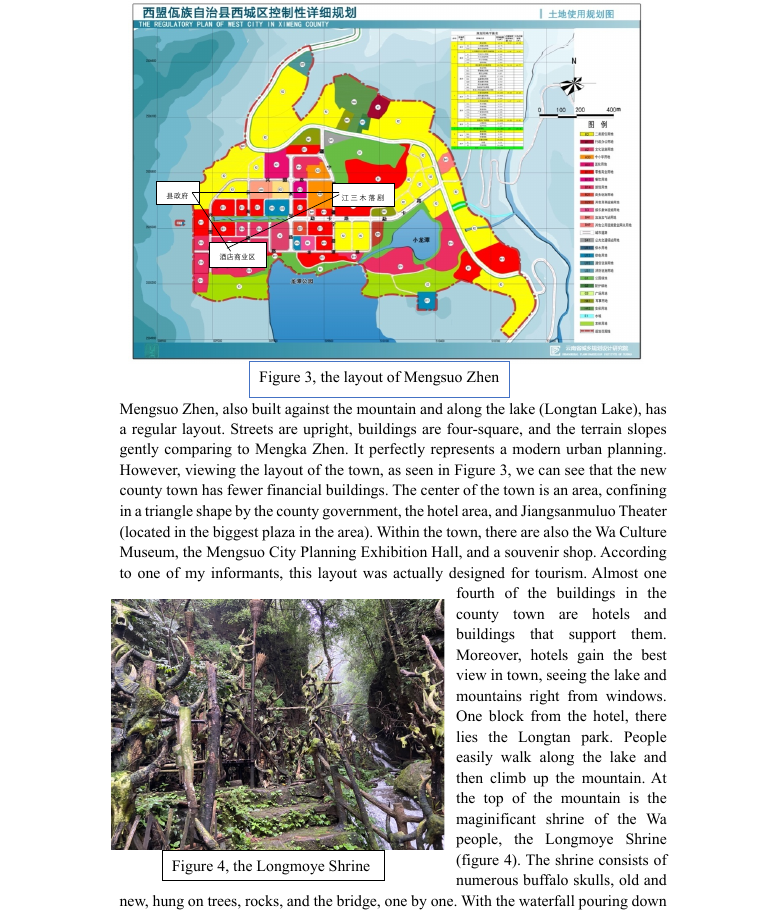 西盟佤族自治县西城区控制性详细规划
土地使用规划图
THE REGULATORY PLAN OF WEST CITY IN XIMENG COUNTY
N
0 100 200 400m
图 例
县政府
江三木落剧
小龙潭
酒店商业区
龙潭公园
Figure 3, the layout of Mengsuo Zhen
Mengsuo Zhen, also built against the mountain and along the lake (Longtan Lake), has
a regular layout. Streets are upright, buildings are four-square, and the terrain slopes
gently comparing to Mengka Zhen. It perfectly represents a modern urban planning.
However, viewing the layout of the town, as seen in Figure 3, we can see that the new
county town has fewer financial buildings. The center of the town is an area, confining
in a triangle shape by the county government, the hotel area, and Jiangsanmuluo Theater
(located in the biggest plaza in the area). Within the town, there are also the Wa Culture
Museum, the Mengsuo City Planning Exhibition Hall, and a souvenir shop. According
to one of my informants, this layout was actually designed for tourism. Almost one
fourth of the buildings in the
county town are hotels and
buildings that support them.
Moreover, hotels gain the best
view in town, seeing the lake and
mountains right from windows.
One block from the hotel, there
lies the Longtan park. People
easily walk along the lake and
then climb up the mountain. At
the top of the mountain is the
maginificant shrine of the Wa
people, the Longmoye Shrine
(figure 4). The shrine consists of
numerous buffalo skulls, old and
Figure 4, the Longmoye Shrine
new, hung on trees, rocks, and the bridge, one by one. With the waterfall pouring down